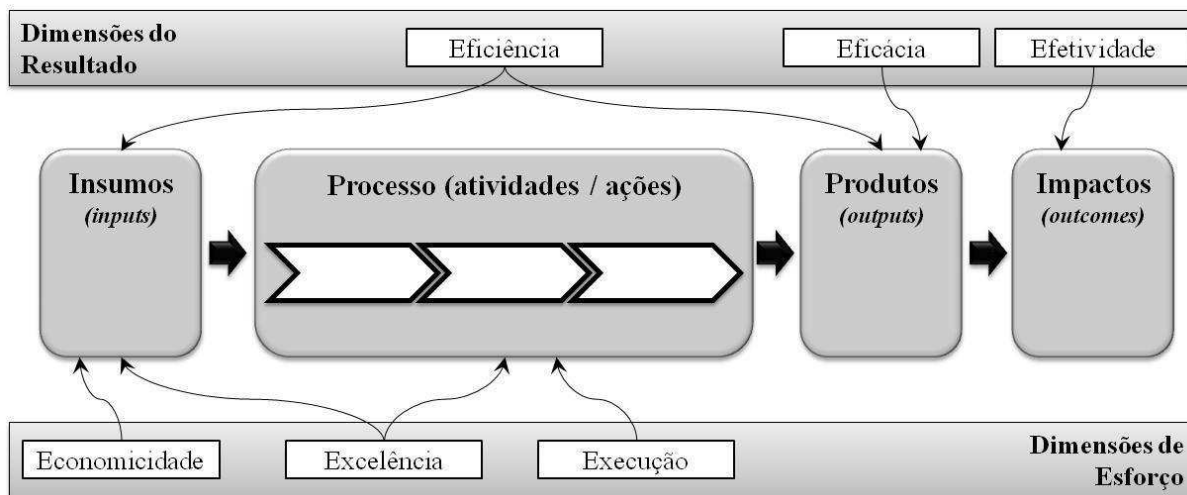 Dimensões do
Resultado
Eficiência
Eficácia
Efetividade
Insumos
(inputs)
Processo (atividades / ações)
Produtos
(outputs)
Impactos
(outcomes)
Economicidade
Excelência
Execução
Dimensões de
Esforço